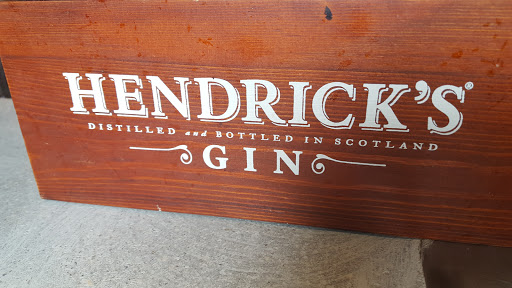 HENDRICK'S®
DISTILLED and BOTTLED IN SCOTLAND
GIN